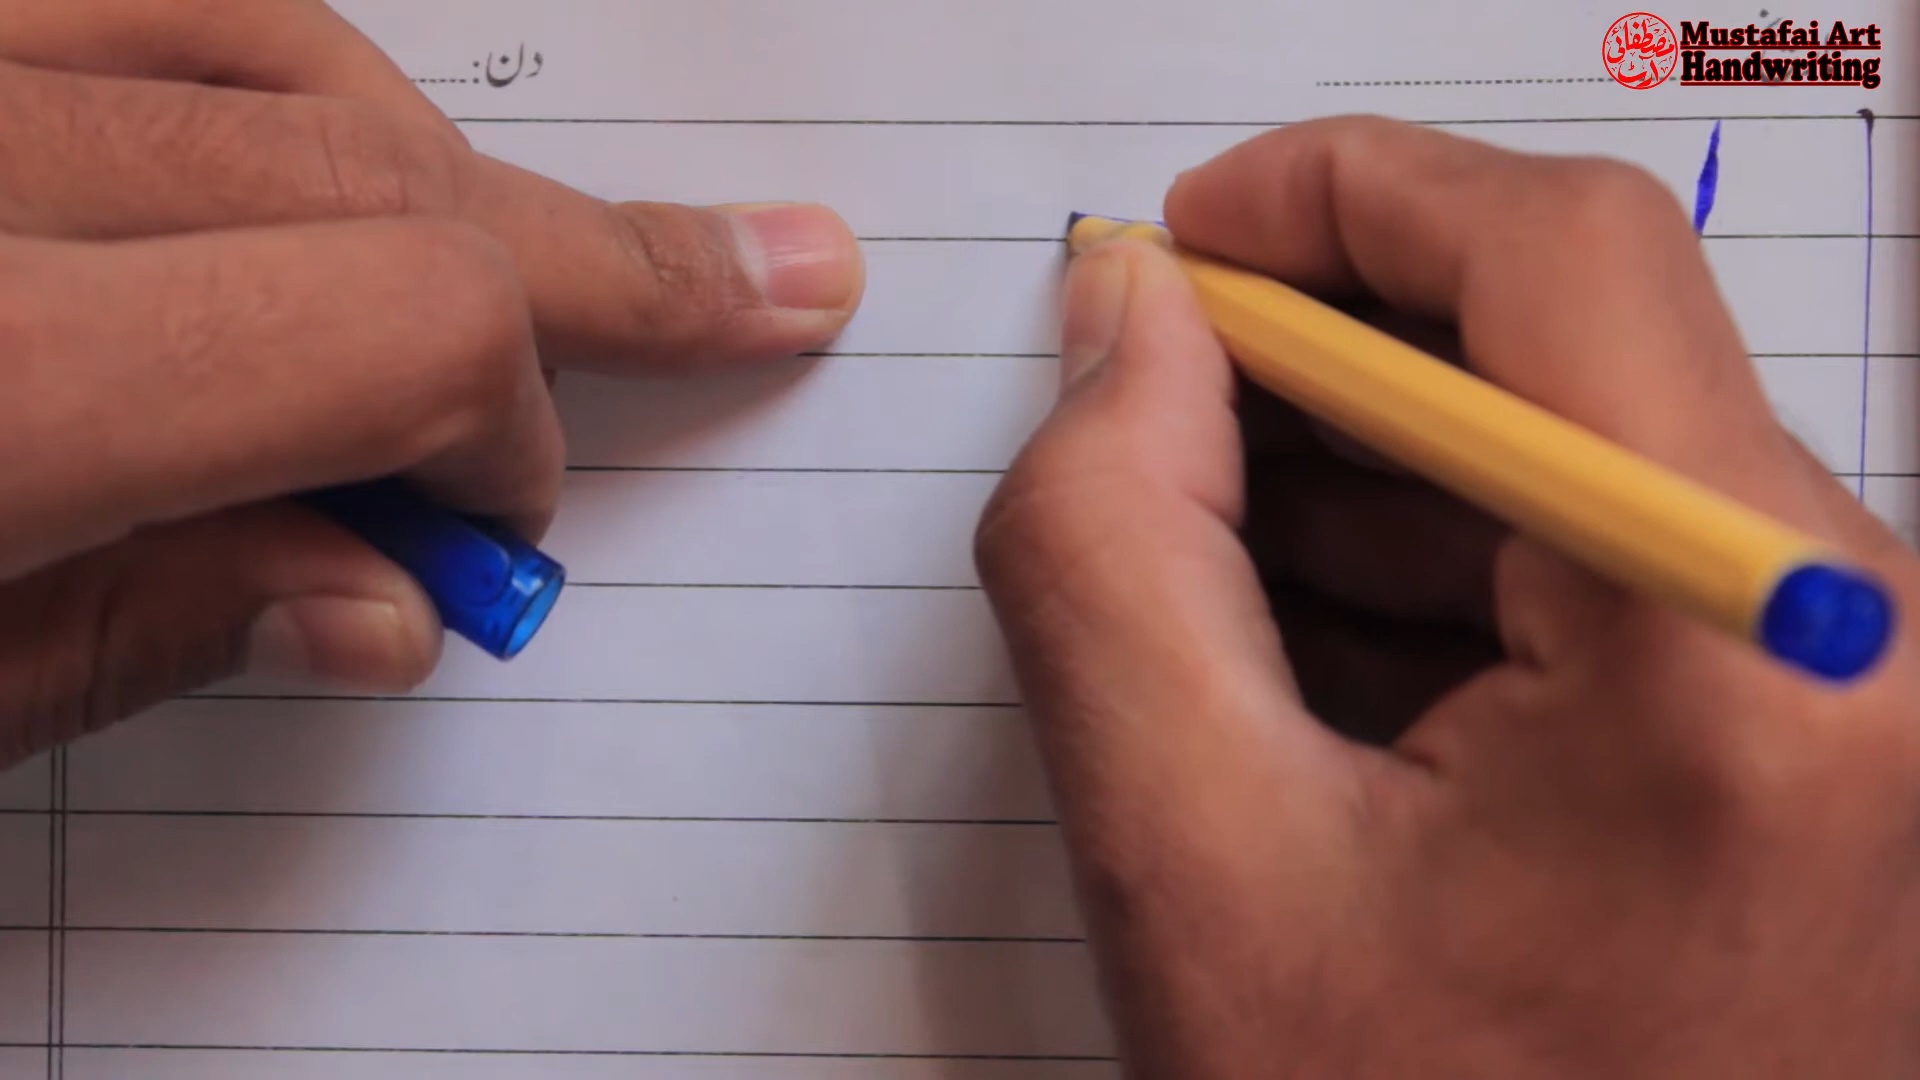 دن:
Mustafai Art
Handwriting
مصطفائی
آرٹ
ا